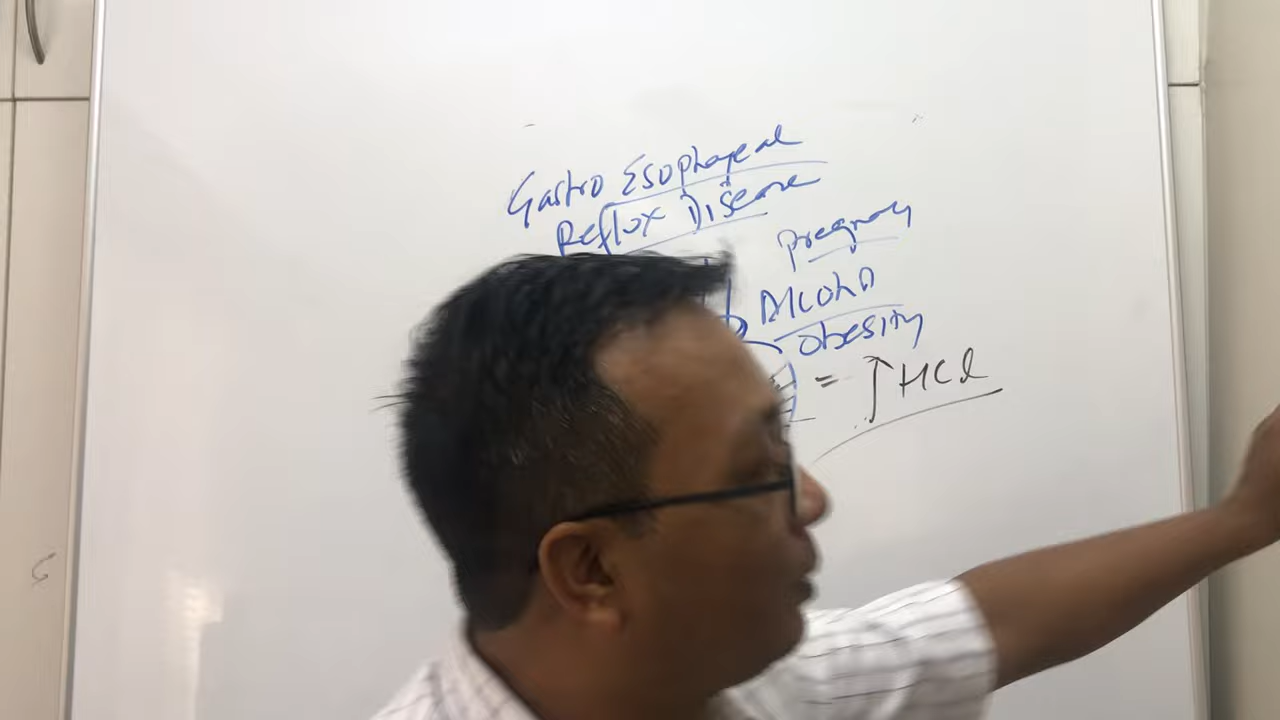 Gastro Esophageal
Reflux Disease
Pregnancy
Alcohol
Obesity
= ↑ HCl